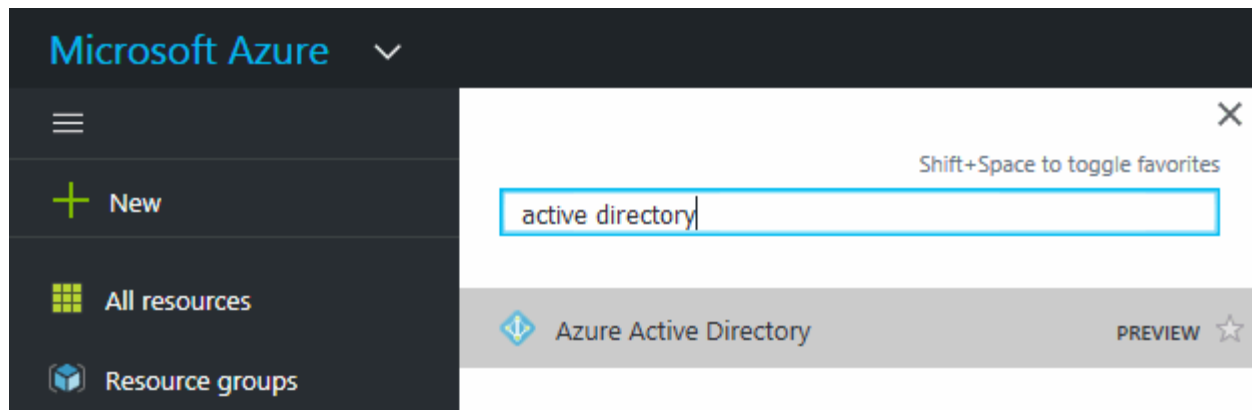 Microsoft Azure
New
All resources
Resource groups
Shift+Space to toggle favorites
active directory
Azure Active Directory PREVIEW